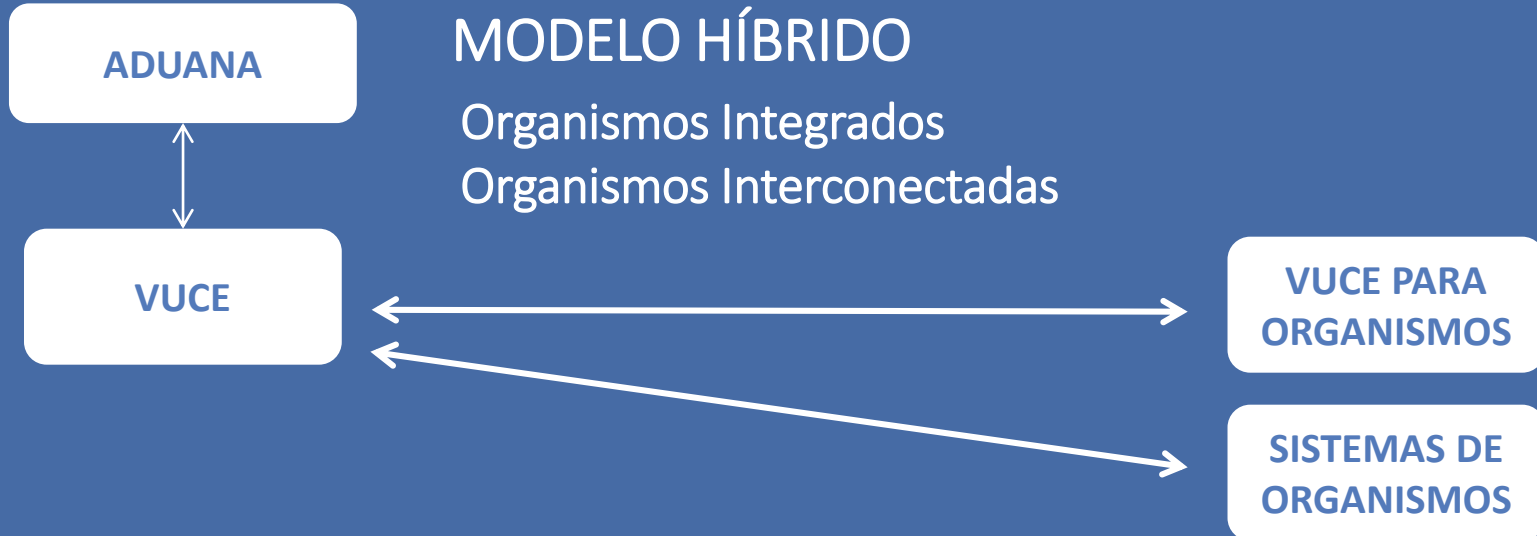 ADUANA
MODELO HÍBRIDO
Organismos Integrados
Organismos Interconectadas
VUCE
VUCE PARA
ORGANISMOS
SISTEMAS DE
ORGANISMOS